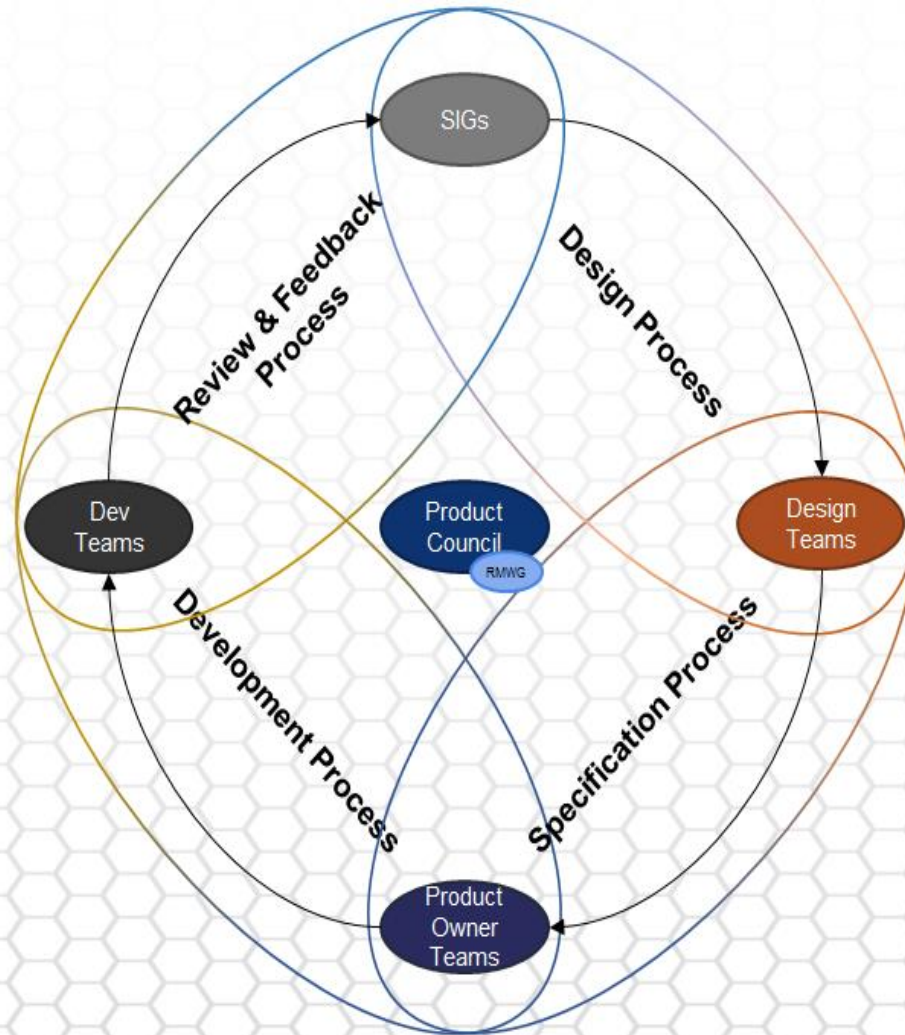 SIGs
Review & Feedback
Process
Design Process
Dev
Teams
Product
Council
RMWG
Design
Teams
Development Process
Specification Process
Product
Owner
Teams